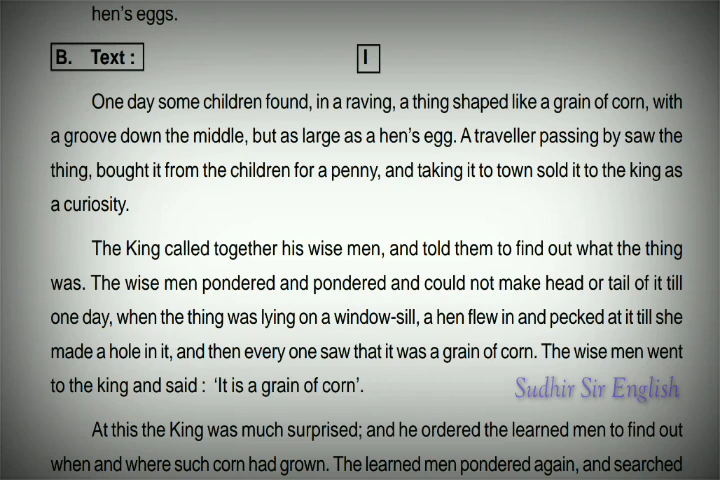 hen's eggs.
B. Text :
I
One day some children found, in a raving, a thing shaped like a grain of corn, with
a groove down the middle, but as large as a hen's egg. A traveller passing by saw the
thing, bought it from the children for a penny, and taking it to town sold it to the king as
a curiosity.
The King called together his wise men, and told them to find out what the thing
was. The wise men pondered and pondered and could not make head or tail of it till
one day, when the thing was lying on a window-sill, a hen flew in and pecked at it till she
made a hole in it, and then every one saw that it was a grain of corn. The wise men went
to the king and said : 'It is a grain of corn'.
Sudhir Sir English
At this the King was much surprised; and he ordered the learned men to find out
when and where such corn had grown. The learned men pondered again, and searched